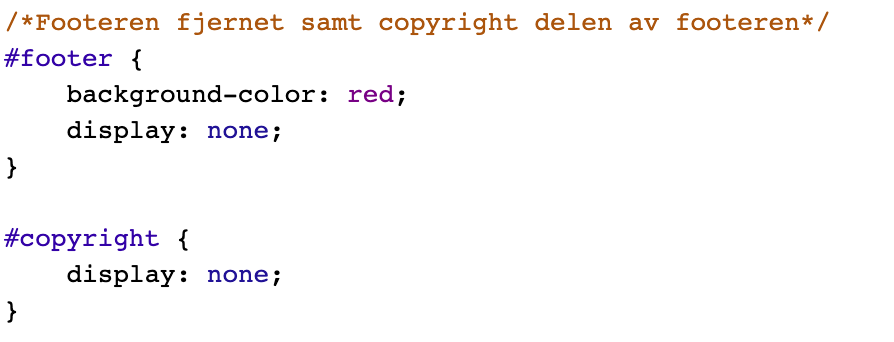 /*Footeren fjernet samt copyright delen av footeren*/
#footer {
    background-color: red;
    display: none;
}

#copyright {
    display: none;
}